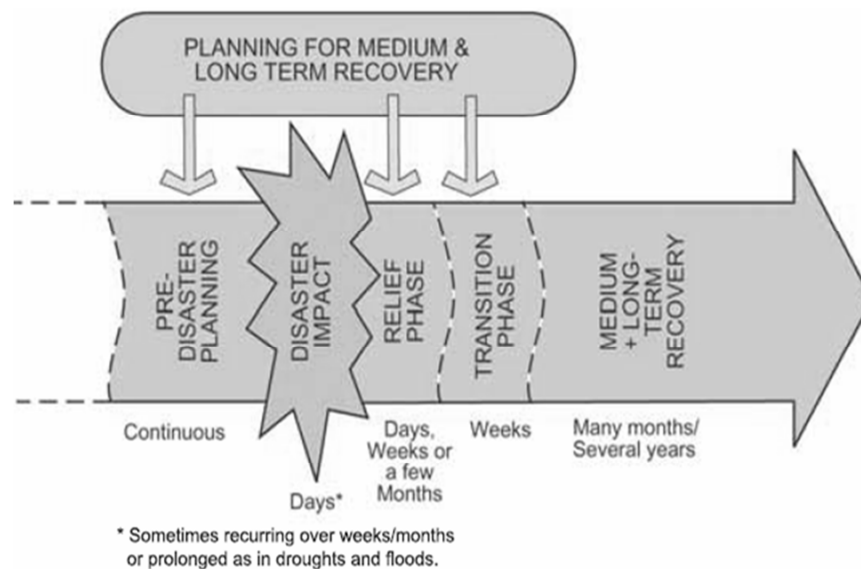 PLANNING FOR MEDIUM &
LONG TERM RECOVERY
PRE-
DISASTER
PLANNING
DISASTER
IMPACT
RELIEF
PHASE
TRANSITION
PHASE
MEDIUM
+ LONG-
TERM
RECOVERY
Continuous
Days*
Days,
Weeks or
a few
Months
Weeks
Many months/
Several years
* Sometimes recurring over weeks/months
or prolonged as in droughts and floods.